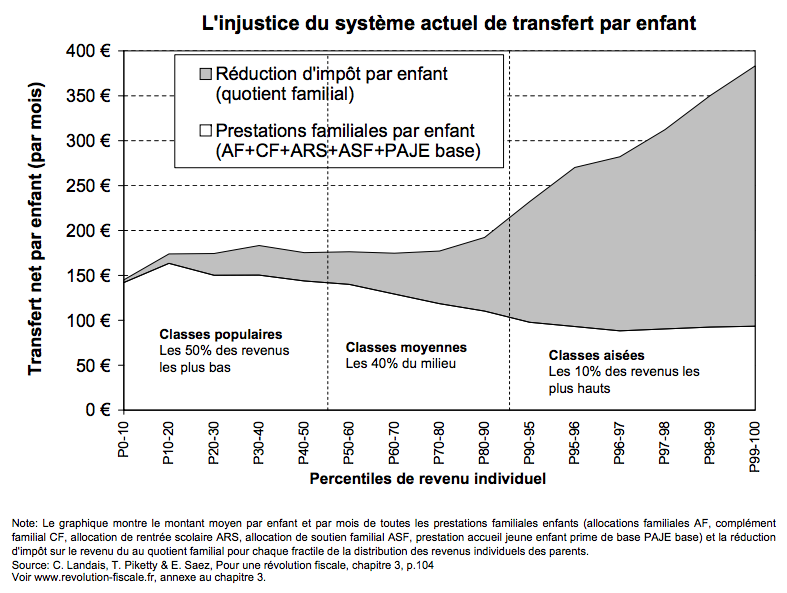 L'injustice du système actuel de transfert par enfant
400 €
350 €
300 €
250 €
200 €
150 €
100 €
50 €
0 €
Transfert net par enfant (par mois)
Réduction d'impôt par enfant
(quotient familial)
Prestations familiales par enfant
(AF+CF+ARS+ASF+PAJE base)
Classes populaires
Les 50% des revenus
les plus bas
Classes moyennes
Les 40% du milieu
Classes aisées
Les 10% des revenus les
plus hauts
P0-10
P10-20
P20-30
P30-40
P40-50
P50-60
P60-70
P70-80
P80-90
P90-95
P95-96
P96-97
P97-98
P98-99
P99-100
Percentiles de revenu individuel
Note: Le graphique montre le montant moyen par enfant et par mois de toutes les prestations familiales enfants (allocations familiales AF, complément
familial CF, allocation de rentrée scolaire ARS, allocation de soutien familial ASF, prestation accueil jeune enfant prime de base PAJE base) et la réduction
d'impôt sur le revenu du au quotient familial pour chaque fractile de la distribution des revenus individuels des parents.
Source: C. Landais, T. Piketty & E. Saez, Pour une révolution fiscale, chapitre 3, p.104
Voir www.revolution-fiscale.fr, annexe au chapitre 3.